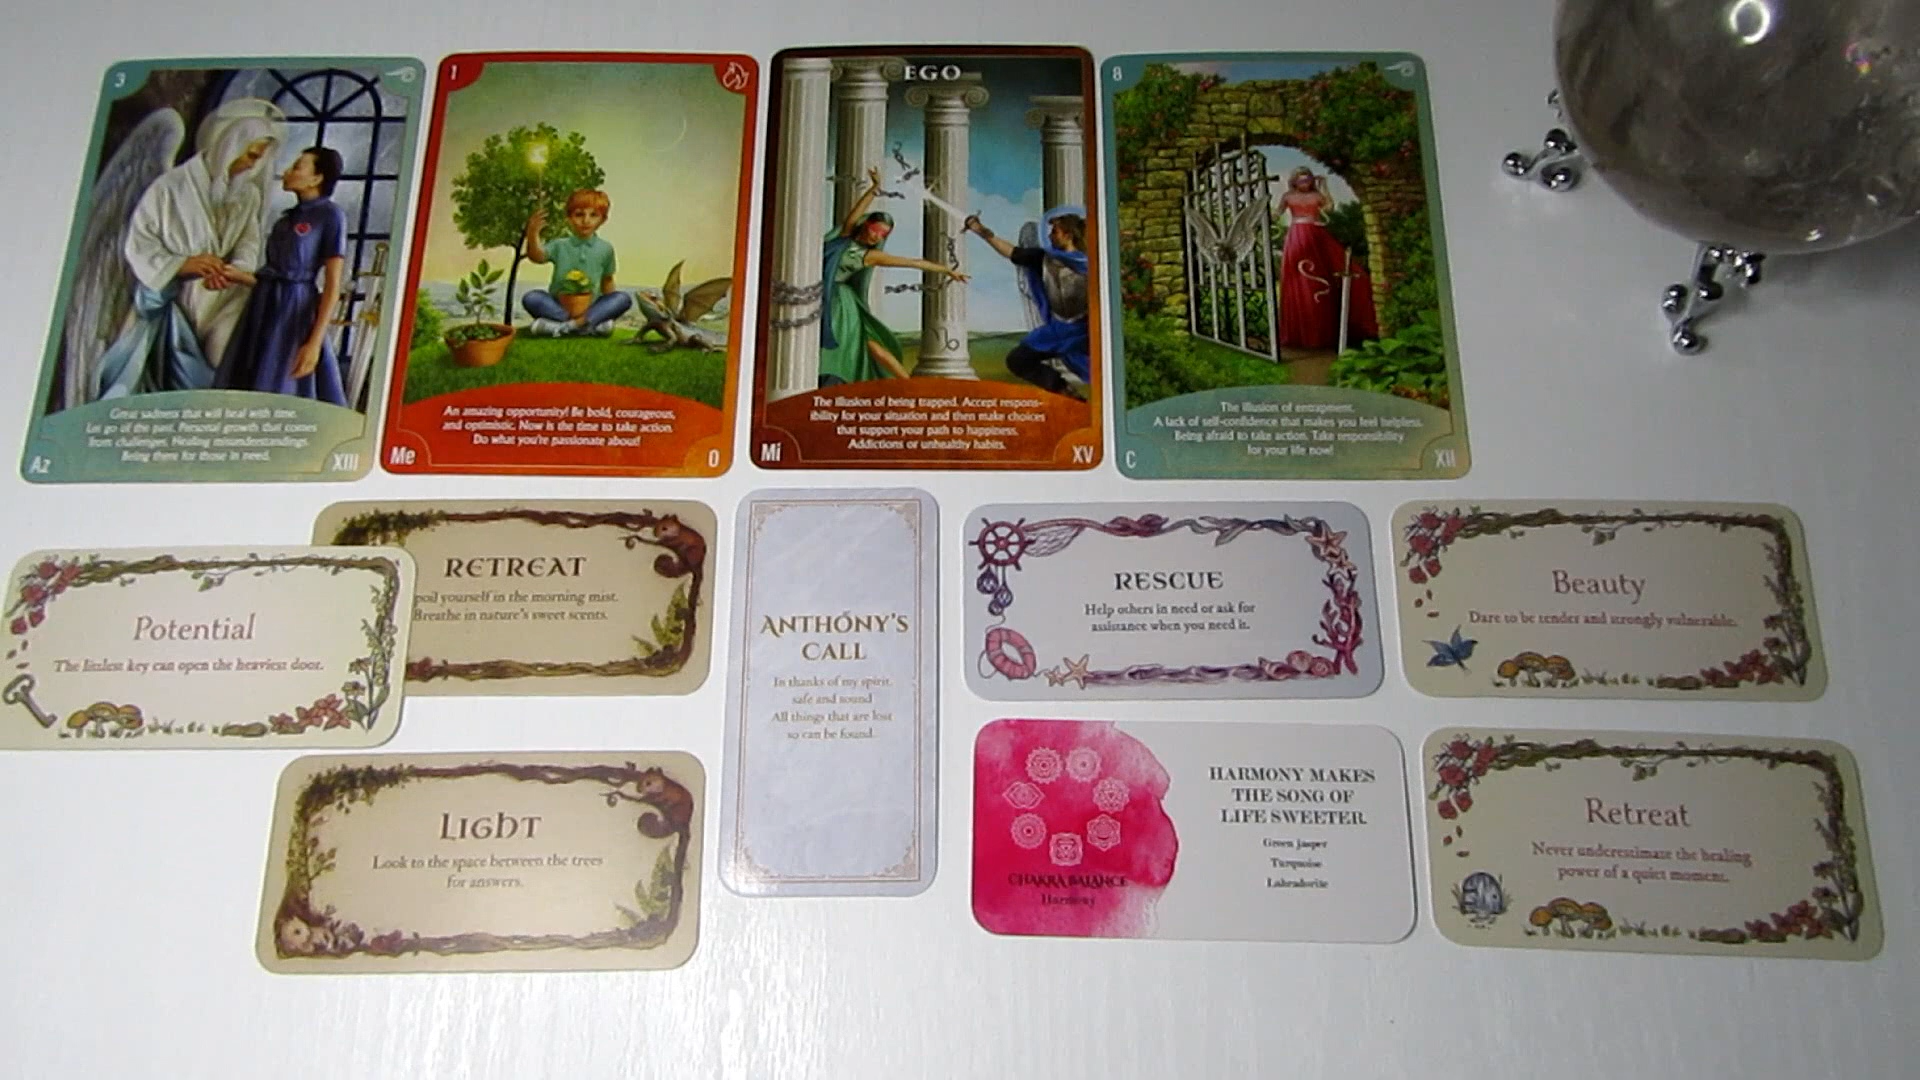 3
Great sadness that will heal with time.
Let go of the past. Personal growth that comes
from challenges. Healing misunderstandings.
Being there for those in need.
Az
XIII
1
An amazing opportunity! Be bold, courageous,
and optimistic. Now is the time to take action.
Do what you're passionate about!
Me
0
EGO
The illusion of being trapped. Accept respons-
ibility for your situation and then make choices
that support your path to happiness.
Addictions or unhealthy habits.
Mi
XV
8
The illusion of entrapment.
A lack of self-confidence that makes you feel helpless.
Being afraid to take action. Take responsibility
for your life now!
C
XII
Potential
The littlest key can open the heaviest door.
RETREAT
yourself in the morning mist.
Breathe in nature's sweet scents.
LIGHT
Look to the space between the trees
for answers.
ANTHONY'S
CALL
In thanks of my spirit,
safe and sound
All things that are lost
so can be found.
RESCUE
Help others in need or ask for
assistance when you need it.
CHAKRA BALANCE
Harmony
HARMONY MAKES
THE SONG OF
LIFE SWEETER.
Green jasper
Turquoise
Labradorite
Beauty
Dare to be tender and strongly vulnerable.
Retreat
Never underestimate the healing
power of a quiet moment.